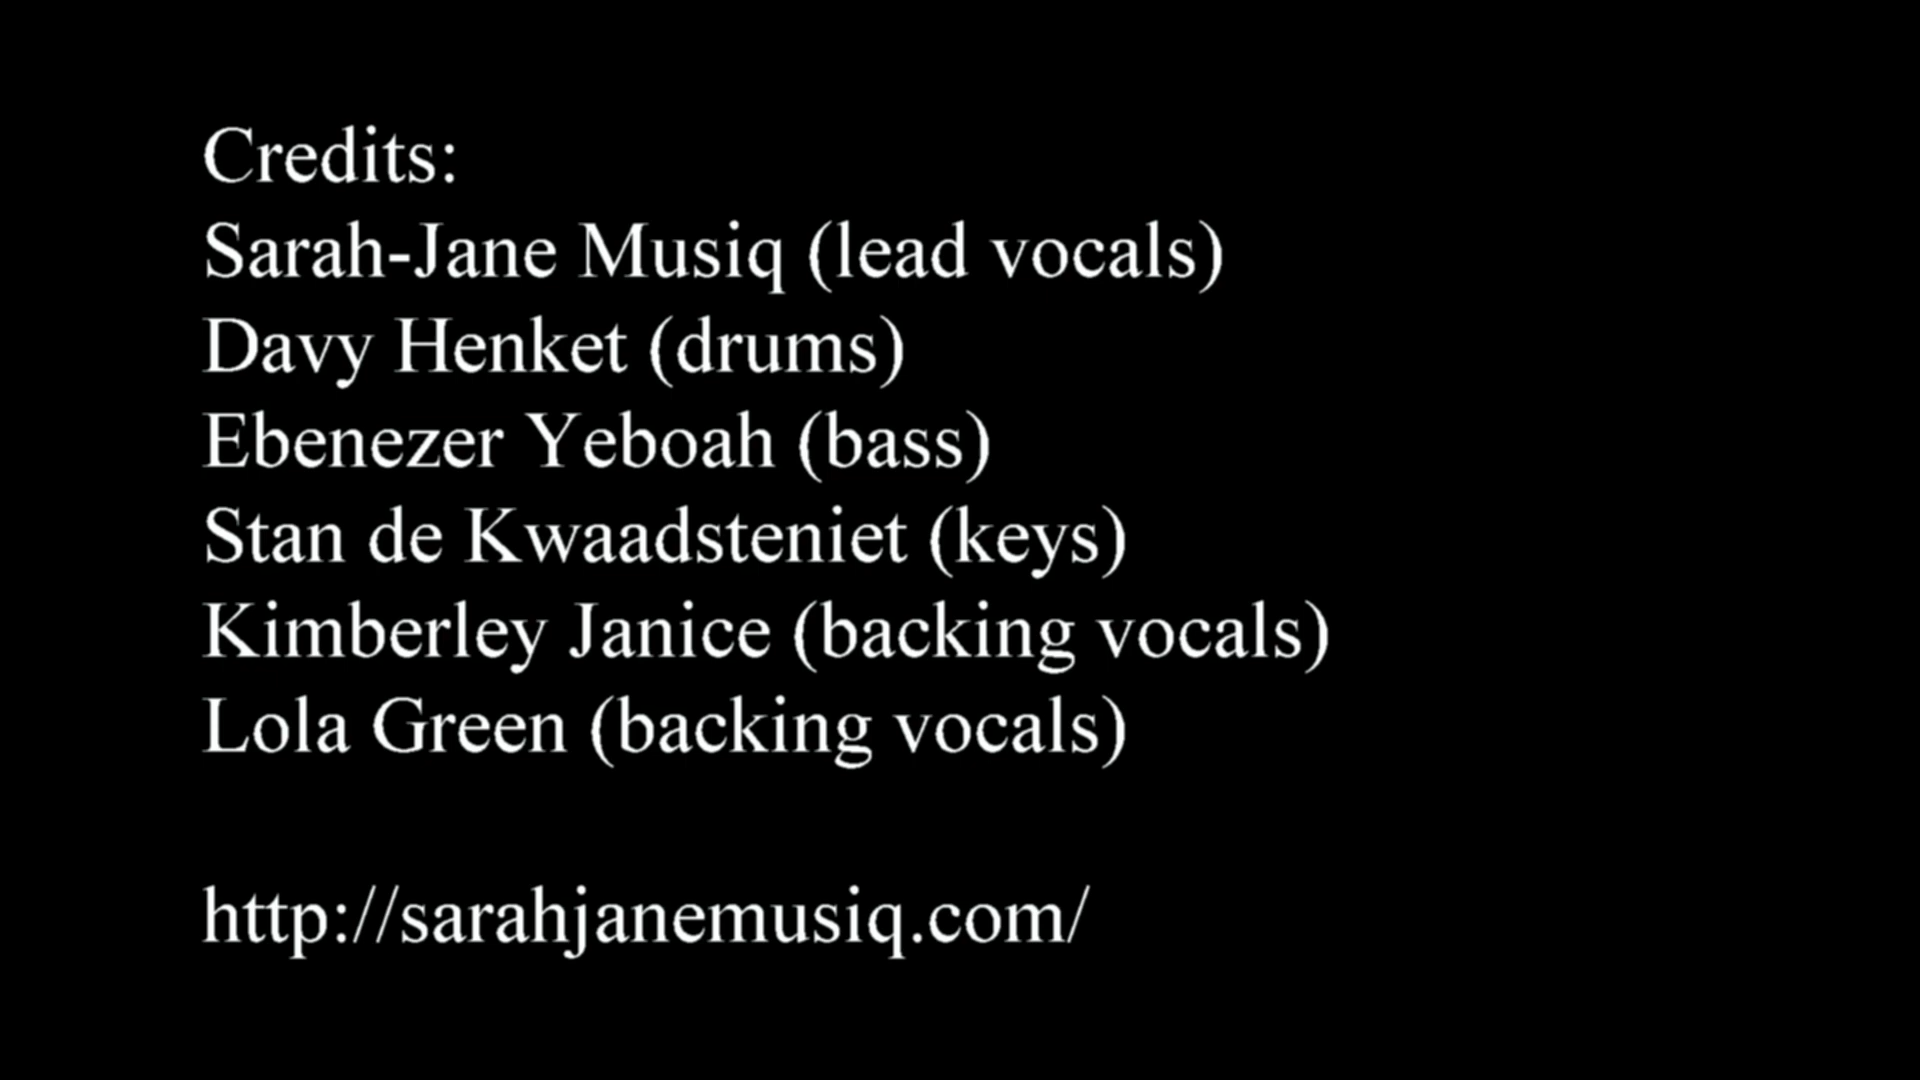 Credits:
Sarah-Jane Musiq (lead vocals)
Davy Henket (drums)
Ebenezer Yeboah (bass)
Stan de Kwaadsteniet (keys)
Kimberley Janice (backing vocals)
Lola Green (backing vocals)
http://sarahjanemusiq.com/